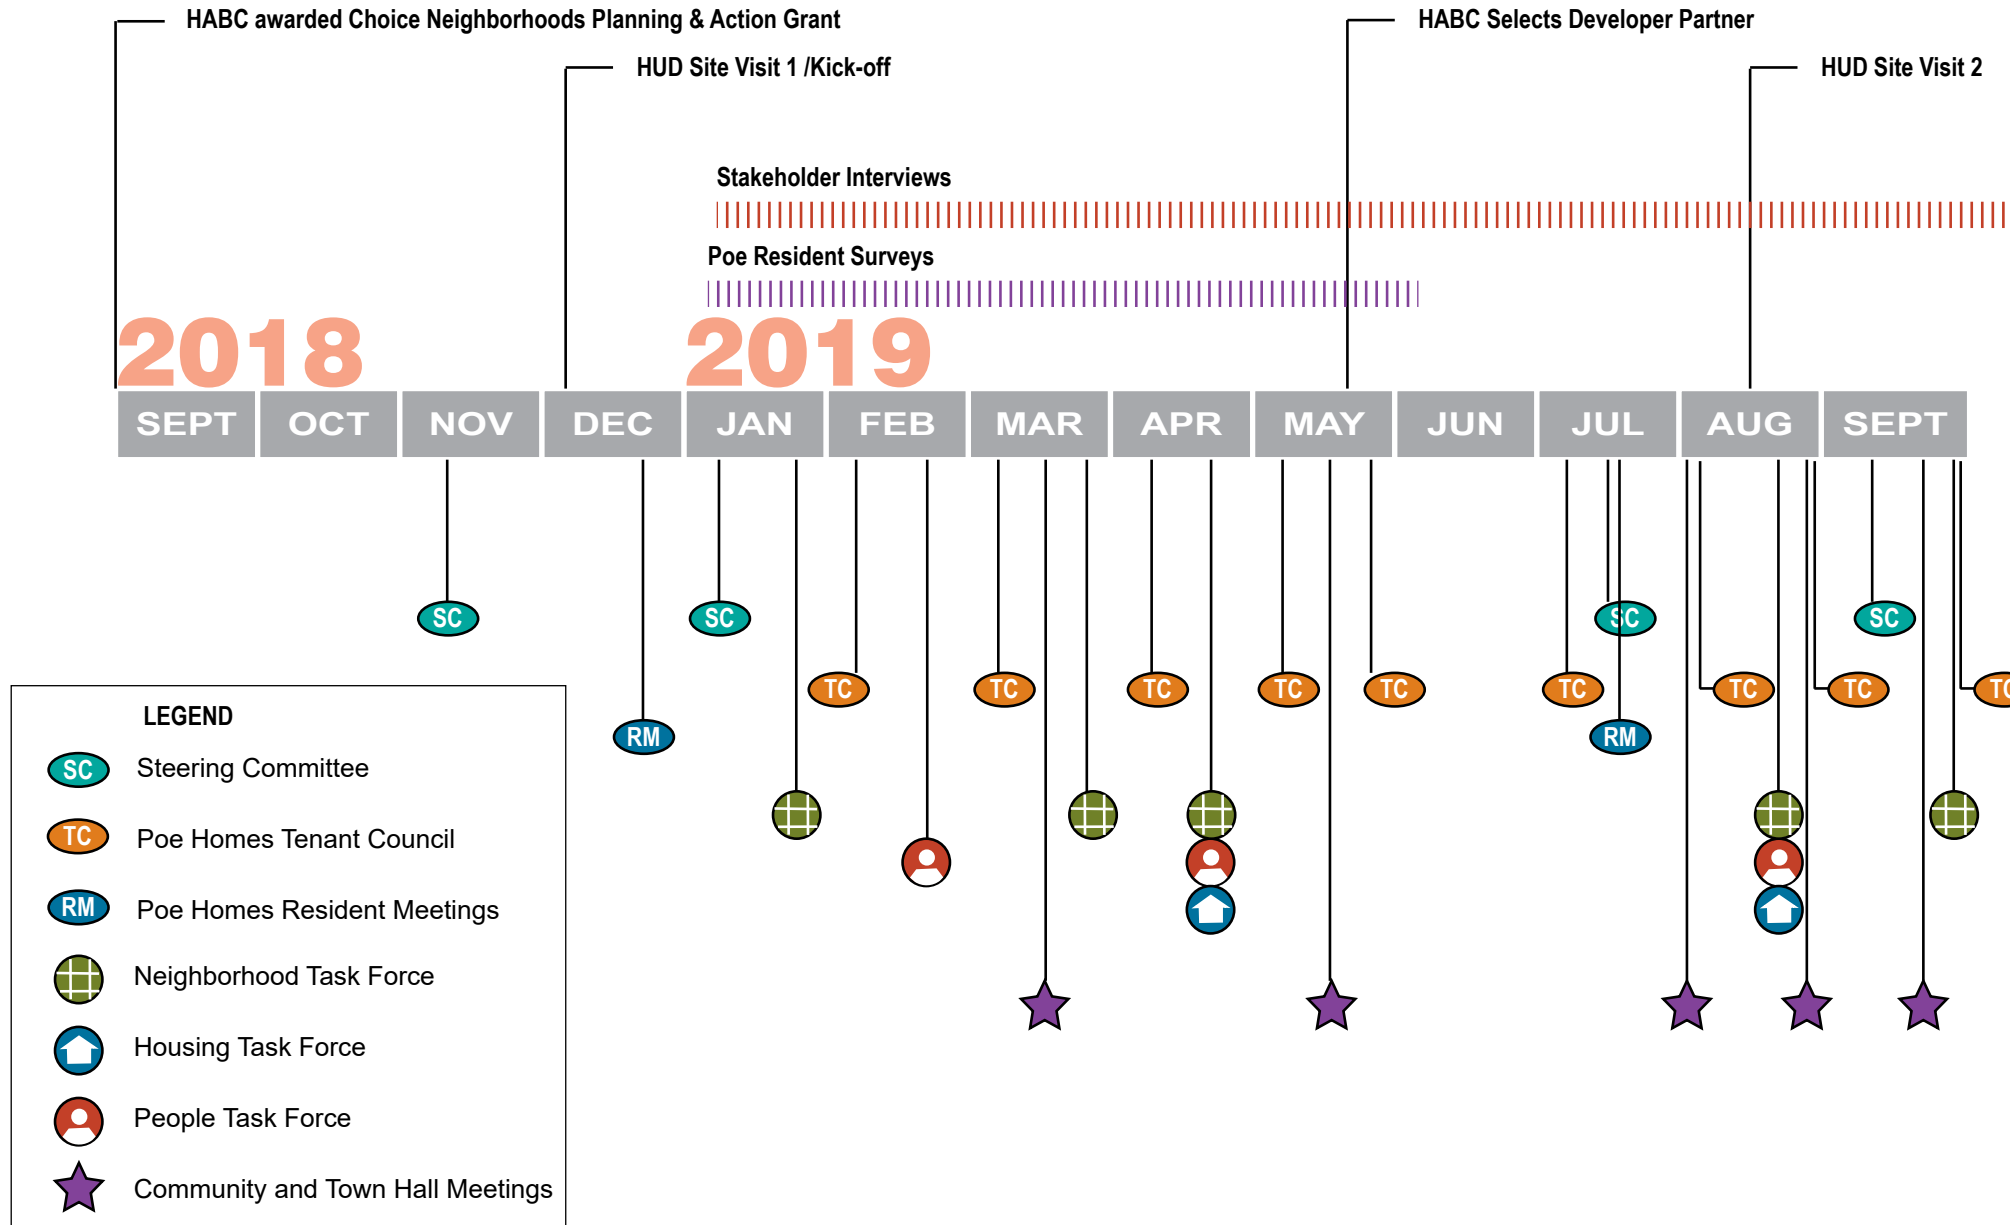 HABC awarded Choice Neighborhoods Planning & Action Grant
HABC Selects Developer Partner
HUD Site Visit 1 /Kick-off
HUD Site Visit 2
Stakeholder Interviews
Poe Resident Surveys
2018 2019
SEPT OCT NOV DEC JAN FEB MAR APR MAY JUN JUL AUG SEPT
SC SC SC SC
TC TC TC TC TC TC TC TC TC
RM RM
LEGEND
SC Steering Committee
TC Poe Homes Tenant Council
RM Poe Homes Resident Meetings
Neighborhood Task Force
Housing Task Force
People Task Force
Community and Town Hall Meetings